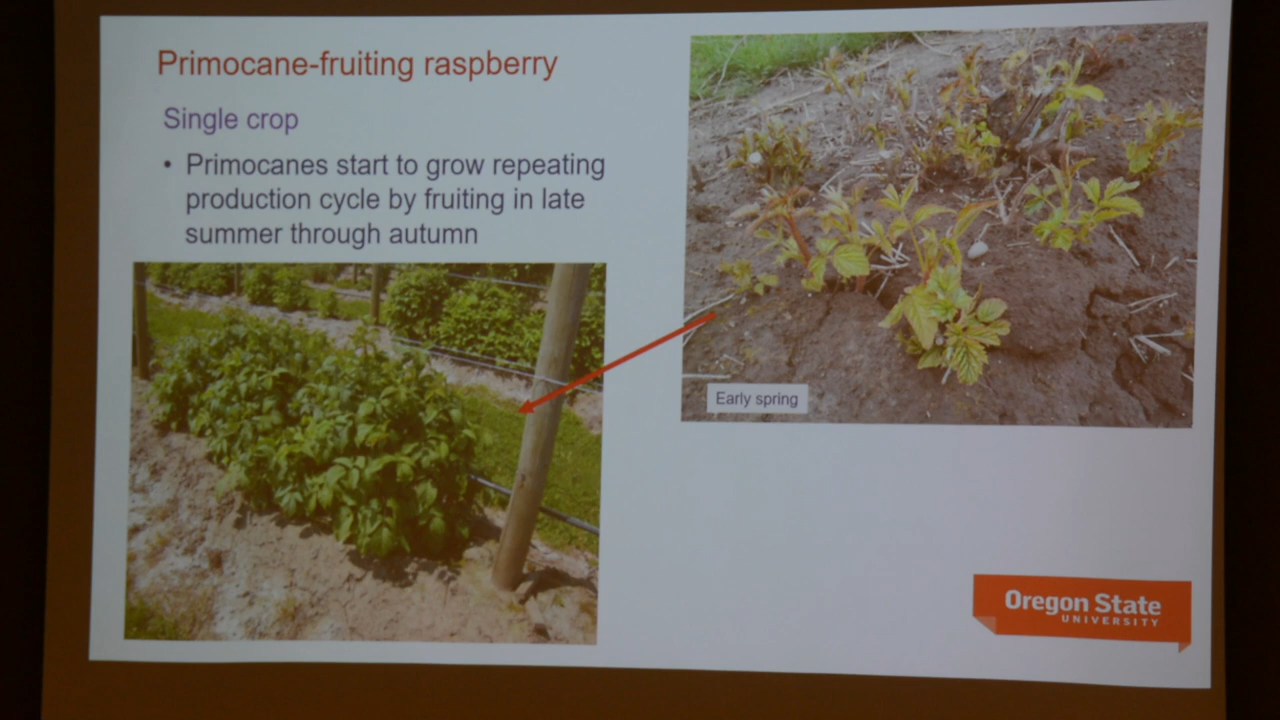 Primocane-fruiting raspberry
Single crop
• Primocanes start to grow repeating
production cycle by fruiting in late
summer through autumn
Early spring
Oregon State
UNIVERSITY